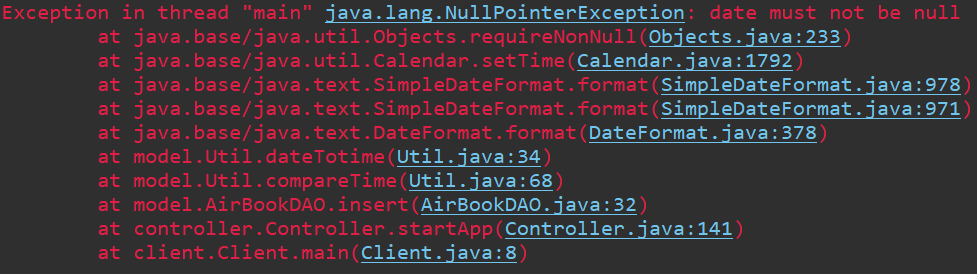 Exception in thread "main" java.lang.NullPointerException: date must not be null
at java.base/java.util.Objects.requireNonNull(Objects.java:233)
at java.base/java.util.Calendar.setTime(Calendar.java:1792)
at java.base/java.text.SimpleDateFormat.format(SimpleDateFormat.java:978)
at java.base/java.text.SimpleDateFormat.format(SimpleDateFormat.java:971)
at java.base/java.text.DateFormat.format(DateFormat.java:378)
at model.Util.dateTotime(Util.java:34)
at model.Util.compareTime(Util.java:68)
at model.AirBookDAO.insert(AirBookDAO.java:32)
at controller.Controller.startApp(Controller.java:141)
at client.Client.main(Client.java:8)